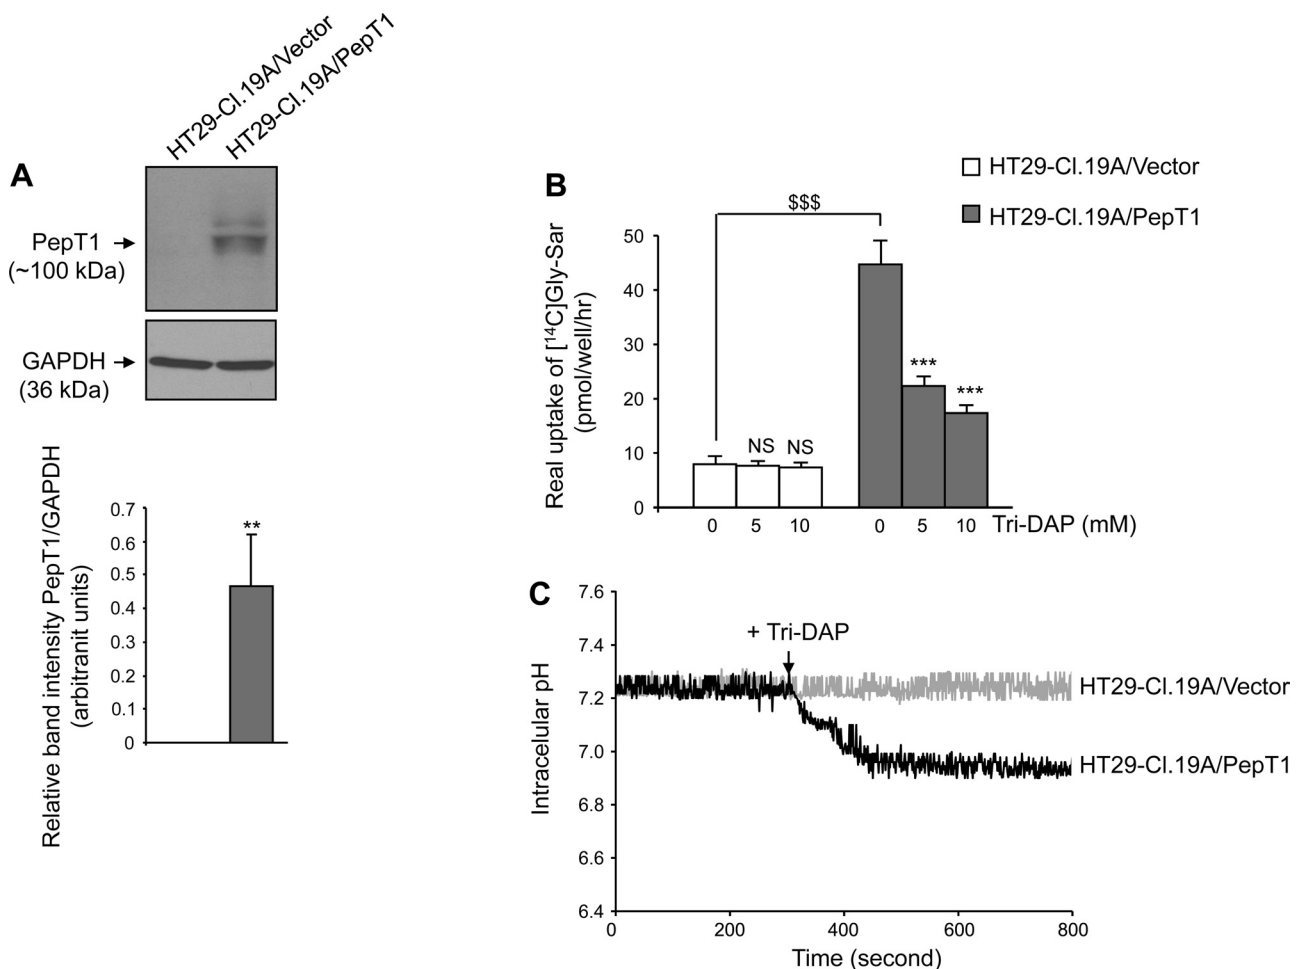 HT29-Cl.19A/Vector
HT29-Cl.19A/PepT1
A
PepT1
(~100 kDa)
GAPDH
(36 kDa)
Relative band intensity PepT1/GAPDH
(arbitranit units)
0.7
0.6
0.5
0.4
0.3
0.2
0.1
0
**
B
HT29-Cl.19A/Vector
HT29-Cl.19A/PepT1
$$$
Real uptake of [¹⁴C]Gly-Sar
(pmol/well/hr)
50
40
30
20
10
0
NS NS
*** ***
0 5 10 0 5 10 Tri-DAP (mM)
C
Intracelular pH
7.6
7.4
7.2
7.0
6.8
6.6
6.4
+ Tri-DAP
HT29-Cl.19A/Vector
HT29-Cl.19A/PepT1
0 200 400 600 800
Time (second)